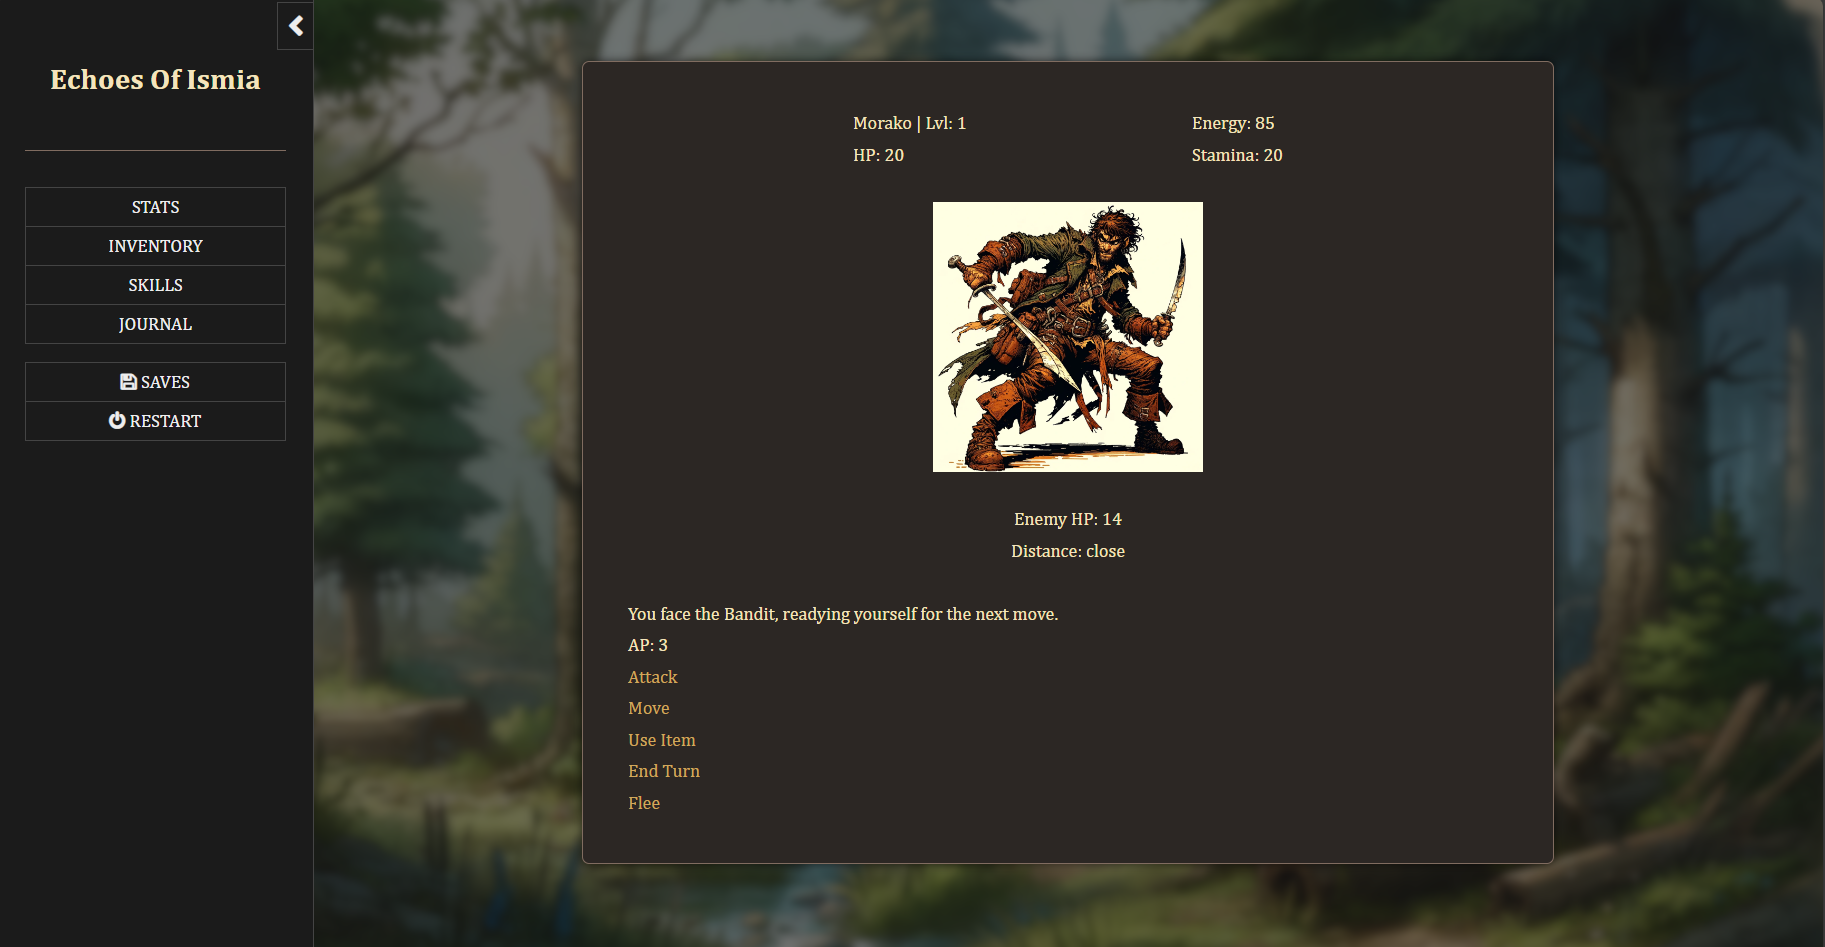 Echoes Of Ismia
STATS
INVENTORY
SKILLS
JOURNAL
SAVES
RESTART
Morako | Lvl: 1
Energy: 85
HP: 20
Stamina: 20
Enemy HP: 14
Distance: close
You face the Bandit, readying yourself for the next move.
AP: 3
Attack
Move
Use Item
End Turn
Flee